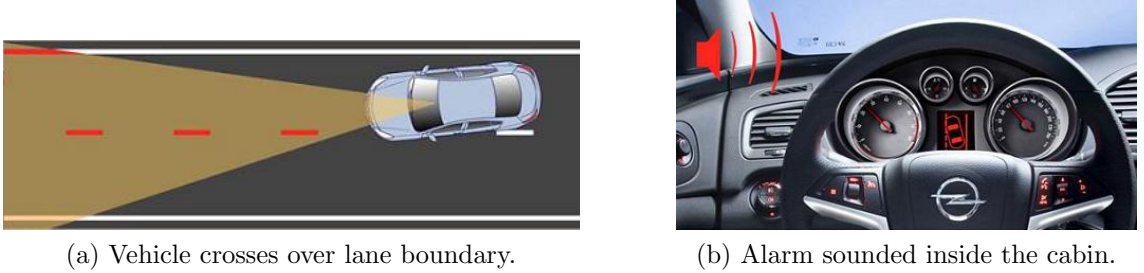 (a) Vehicle crosses over lane boundary.
(b) Alarm sounded inside the cabin.